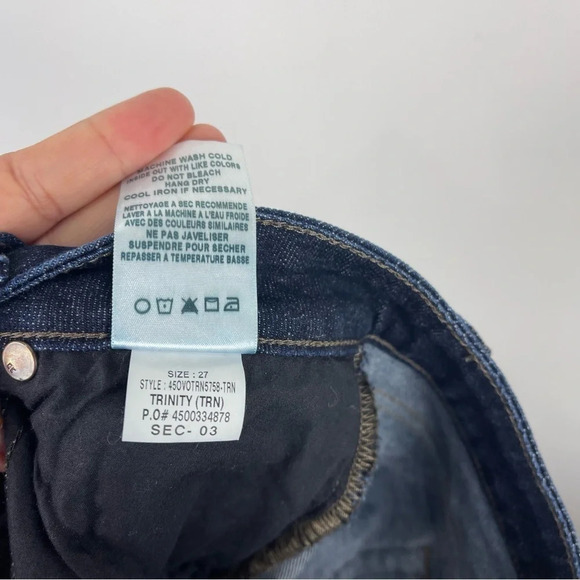 MACHINE WASH COLD
INSIDE OUT WITH LIKE COLORS
DO NOT BLEACH
HANG DRY
COOL IRON IF NECESSARY
NETTOYAGE A SEC RECOMMENDE
LAVER A LA MACHINE A L'EAU FROIDE
AVEC DES COULEURS SIMILAIRES
NE PAS JAVELISER
SUSPENDRE POUR SECHER
REPASSER A TEMPERATURE BASSE
SIZE : 27
STYLE : 45OVOTRN575B-TRN
TRINITY (TRN)
P.O# 4500334878
SEC- 03